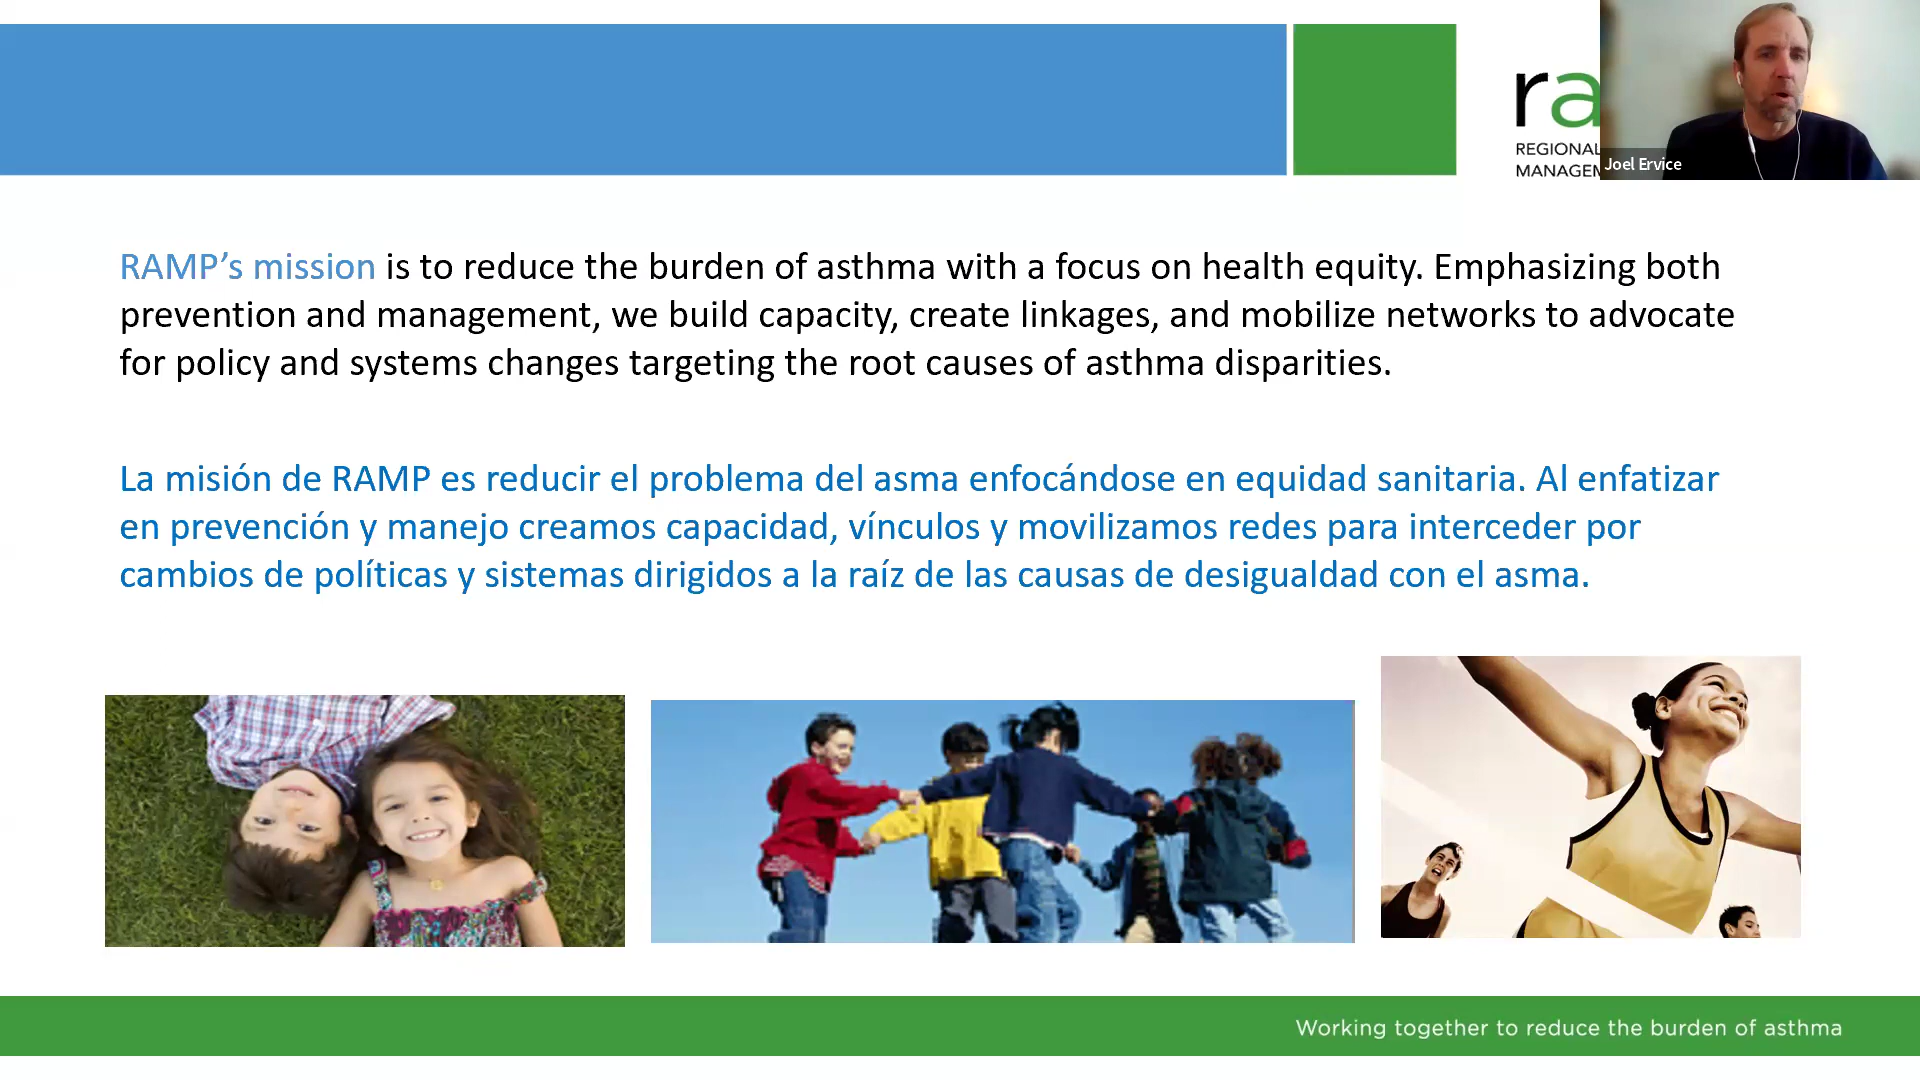 ra
REGIONAL
MANAGEM
Joel Ervice
RAMP’s mission is to reduce the burden of asthma with a focus on health equity. Emphasizing both
prevention and management, we build capacity, create linkages, and mobilize networks to advocate
for policy and systems changes targeting the root causes of asthma disparities.
La misión de RAMP es reducir el problema del asma enfocándose en equidad sanitaria. Al enfatizar
en prevención y manejo creamos capacidad, vínculos y movilizamos redes para interceder por
cambios de políticas y sistemas dirigidos a la raíz de las causas de desigualdad con el asma.
Working together to reduce the burden of asthma